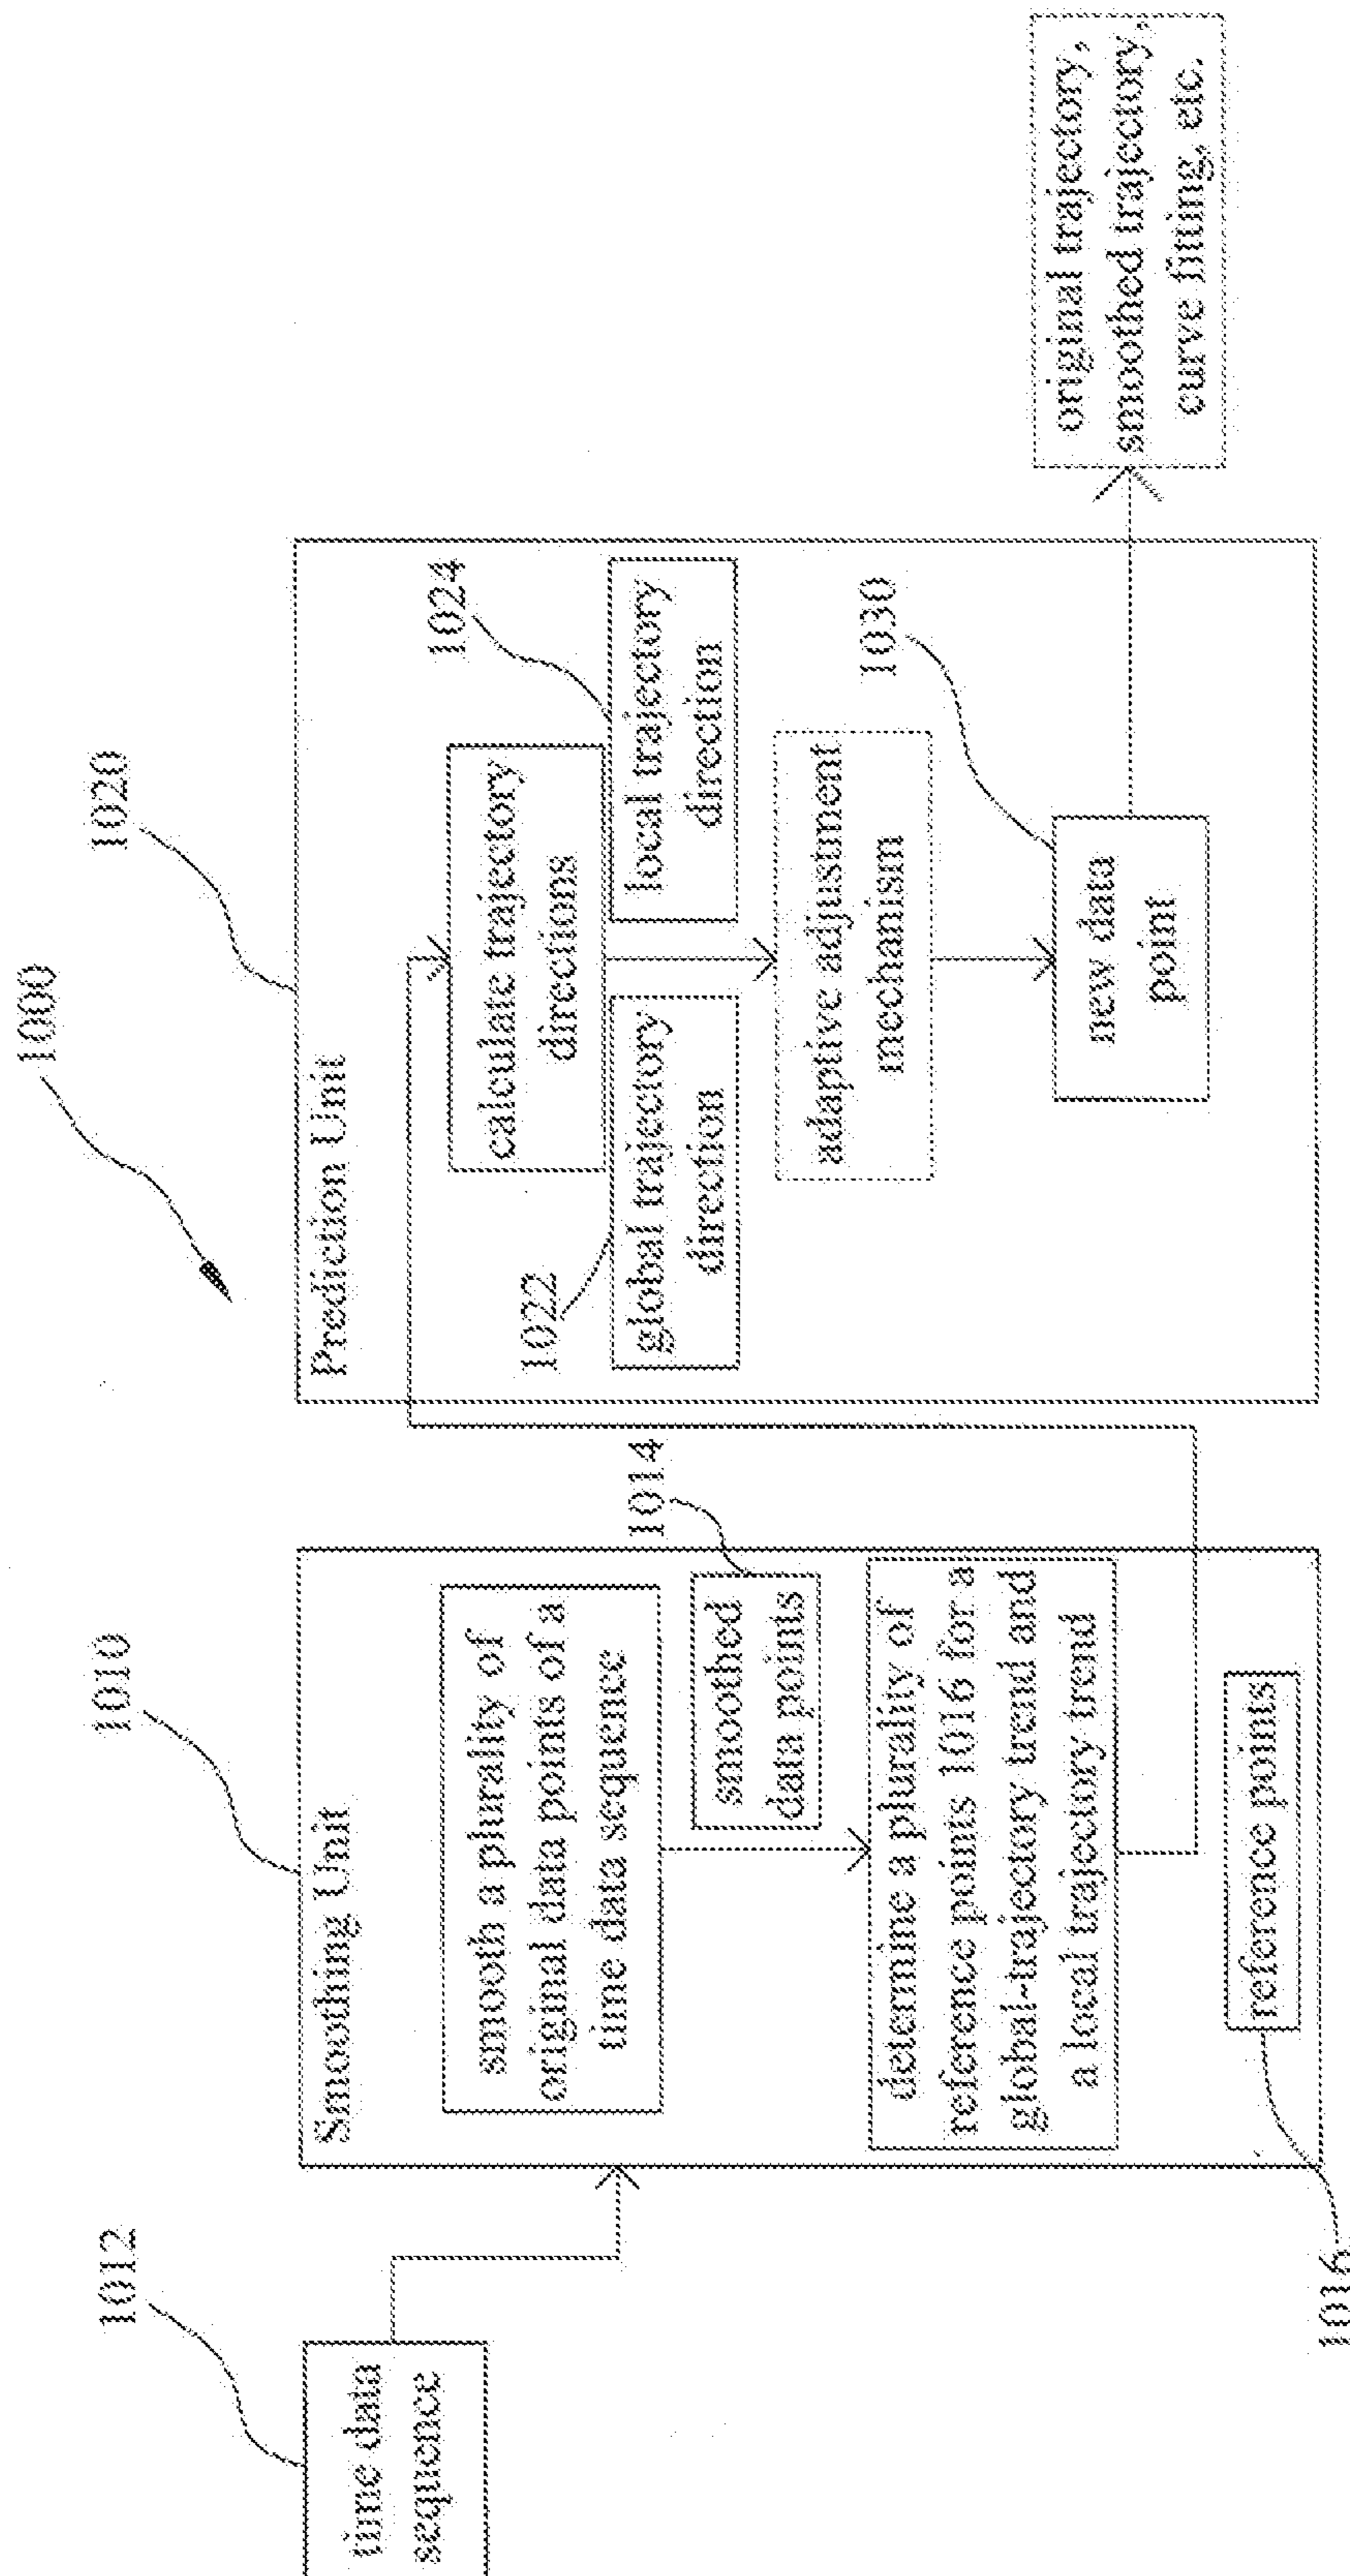 1000
1012
time data
sequence
1010
Smoothing Unit
smooth a plurality of
original data points of a
time data sequence
1014
smoothed
data points
determine a plurality of
reference points 1016 for a
global-trajectory trend and
a local trajectory trend
reference points
1016
1020
Prediction Unit
calculate trajectory
directions
1022
global trajectory
direction
1024
local trajectory
direction
adaptive adjustment
mechanism
1030
new data
point
original trajectory,
smoothed trajectory,
curve fitting, etc.